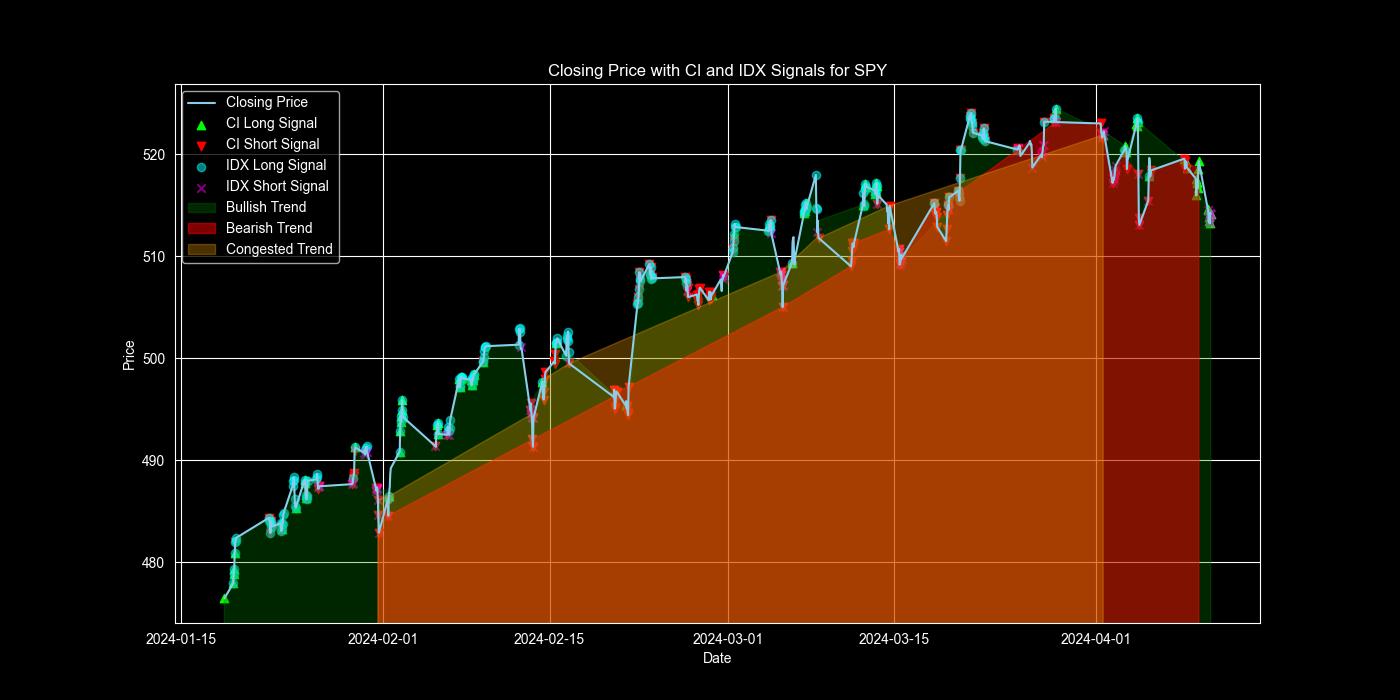 Closing Price with CI and IDX Signals for SPY
Closing Price
CI Long Signal
CI Short Signal
IDX Long Signal
IDX Short Signal
Bullish Trend
Bearish Trend
Congested Trend
Price
520
510
500
490
480
2024-01-15 2024-02-01 2024-02-15 2024-03-01 2024-03-15 2024-04-01
Date